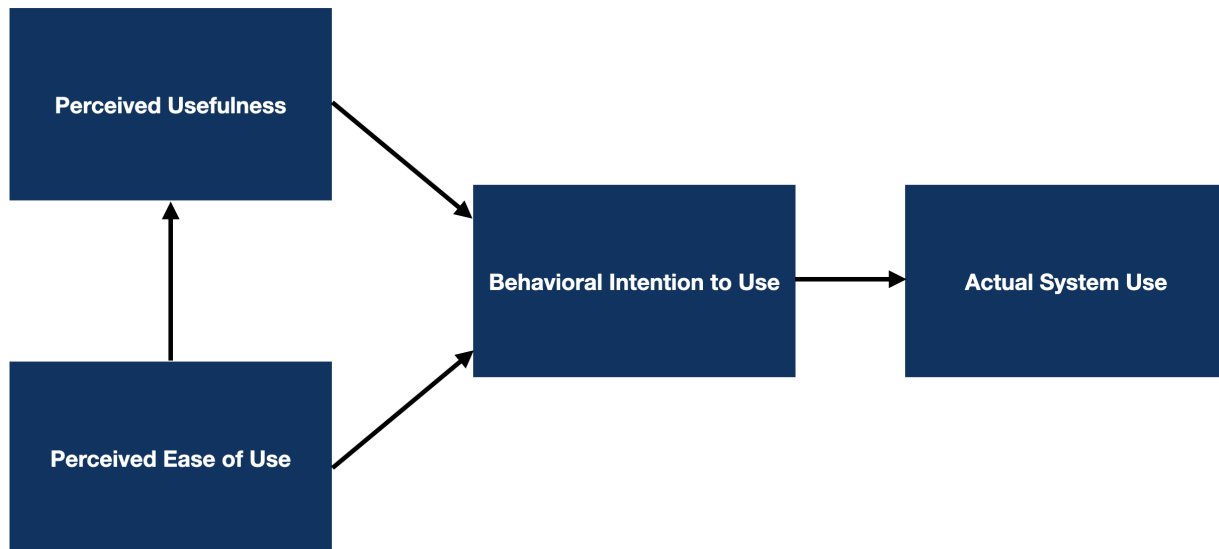 Perceived Usefulness
Behavioral Intention to Use
Actual System Use
Perceived Ease of Use